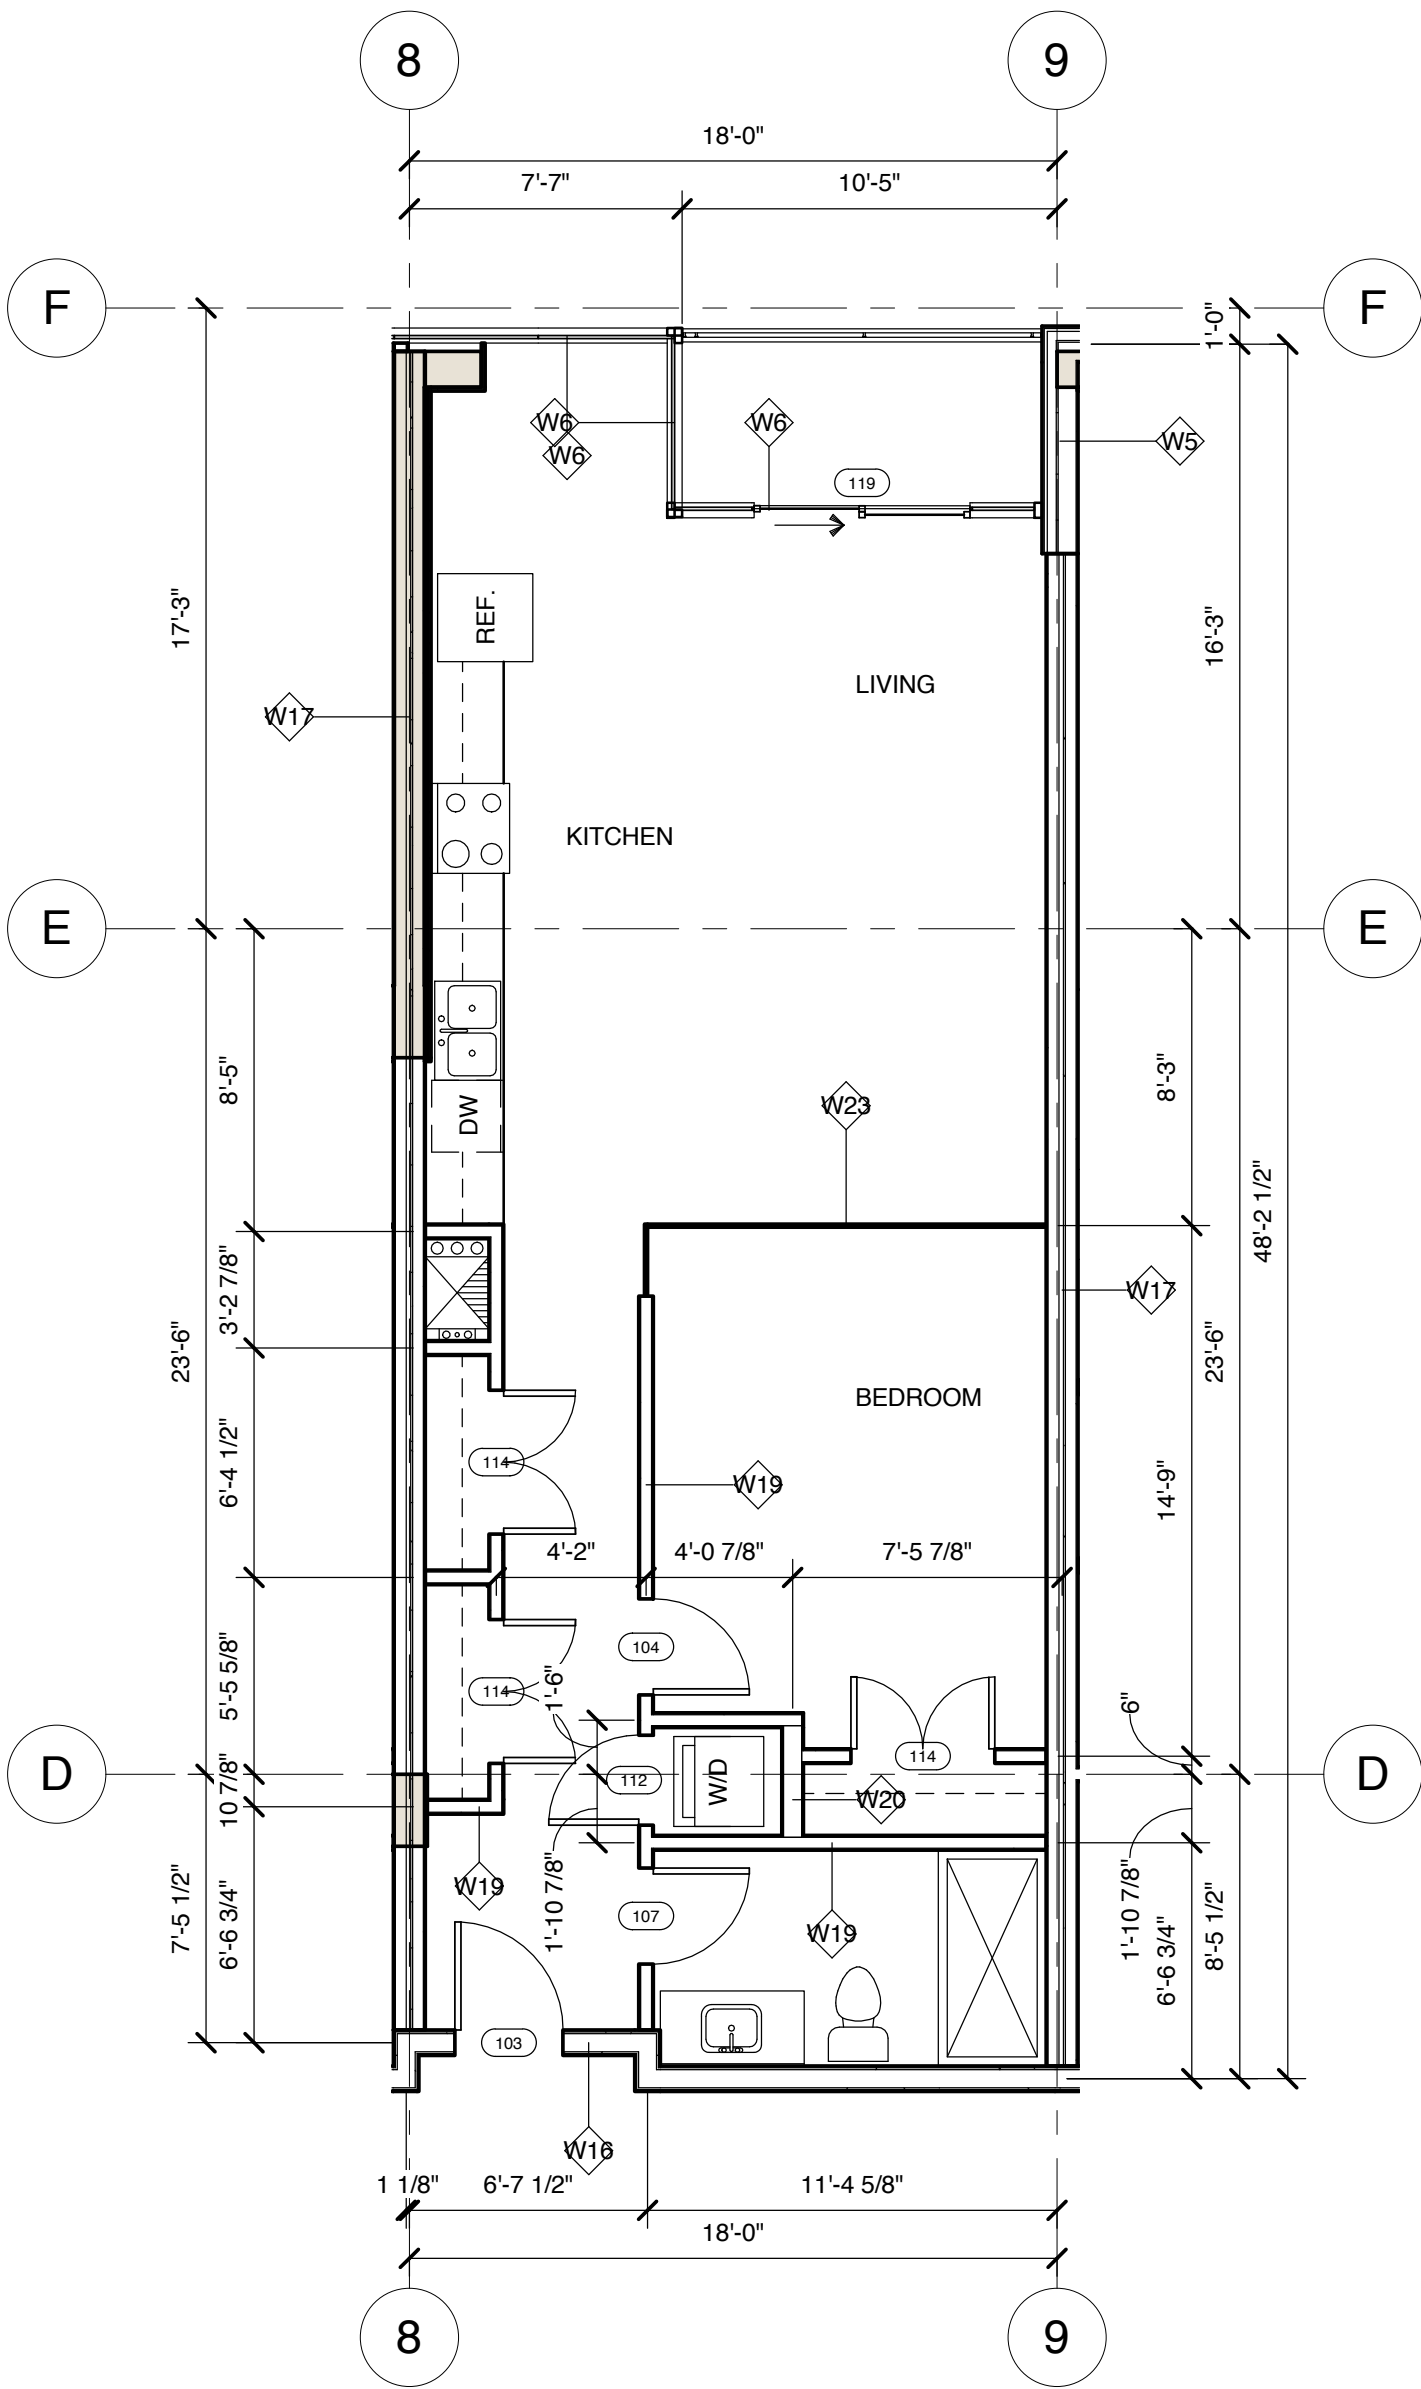 8
9
18'-0"
7'-7"
10'-5"
F
F
1'-0"
W6
W6
W6
W5
119
REF.
17'-3"
16'-3"
LIVING
W17
KITCHEN
E
E
8'-5"
8'-3"
DW
W23
48'-2 1/2"
3'-2 7/8"
W17
23'-6"
23'-6"
BEDROOM
6'-4 1/2"
114
W19
14'-9"
4'-2"
4'-0 7/8"
7'-5 7/8"
104
5'-5 5/8"
114
1'-6"
6"
114
D
112
W/D
D
10 7/8"
W20
W19
1'-10 7/8"
107
W19
1'-10 7/8"
7'-5 1/2"
6'-6 3/4"
6'-6 3/4"
8'-5 1/2"
103
W16
1 1/8"
6'-7 1/2"
11'-4 5/8"
18'-0"
8
9